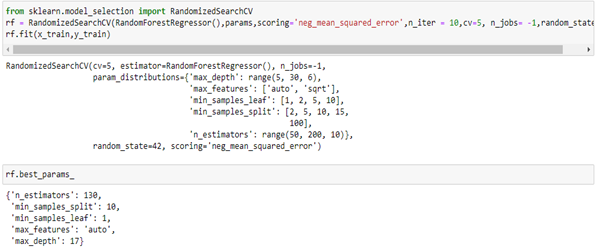 from sklearn.model_selection import RandomizedSearchCV
rf = RandomizedSearchCV(RandomForestRegressor(),params,scoring='neg_mean_squared_error',n_iter = 10,cv=5, n_jobs= -1,random_state
rf.fit(x_train,y_train)
RandomizedSearchCV(cv=5, estimator=RandomForestRegressor(), n_jobs=-1,
param_distributions={'max_depth': range(5, 30, 6),
'max_features': ['auto', 'sqrt'],
'min_samples_leaf': [1, 2, 5, 10],
'min_samples_split': [2, 5, 10, 15,
100],
'n_estimators': range(50, 200, 10)},
random_state=42, scoring='neg_mean_squared_error')
rf.best_params_
{'n_estimators': 130,
'min_samples_split': 10,
'min_samples_leaf': 1,
'max_features': 'auto',
'max_depth': 17}